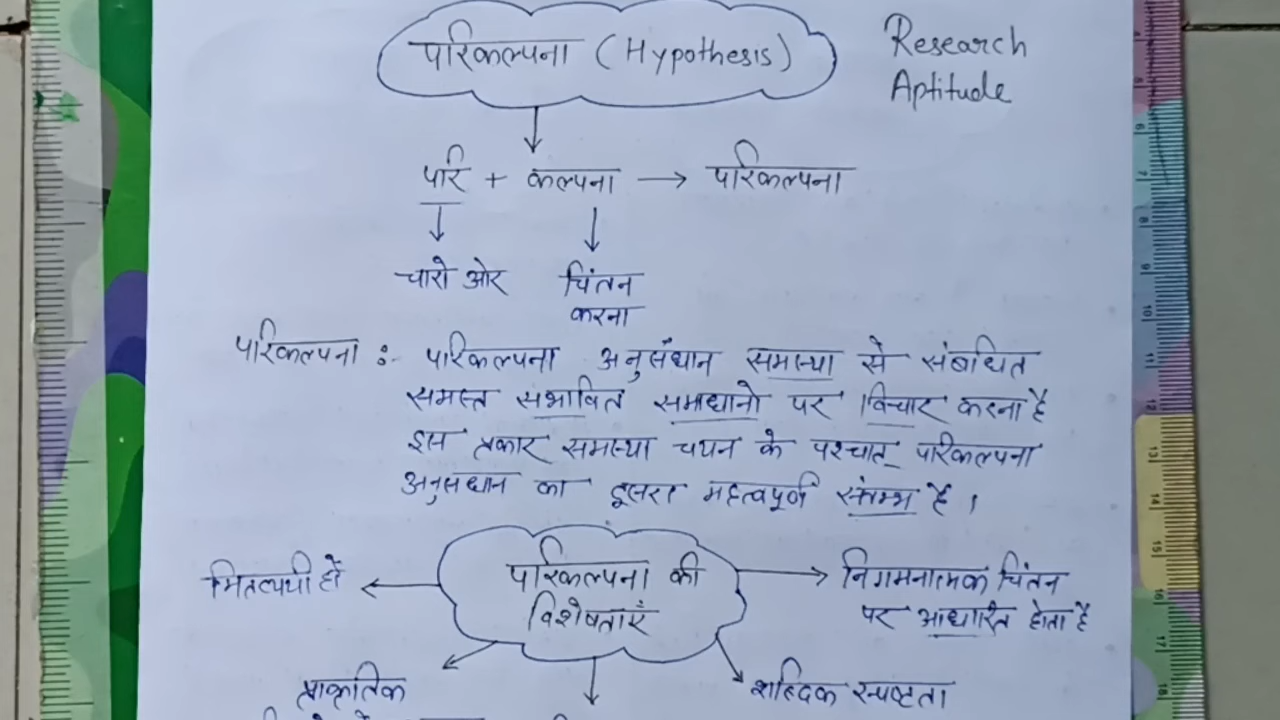 परिकल्पना (Hypothesis)
Research
Aptitude
परि + कल्पना → परिकल्पना
चारो ओर चिंतन
करना
परिकल्पना :- परिकल्पना अनुसंधान समस्या से संबधित
समस्त संभावित समाधानो पर विचार करना है
इस प्रकार समस्या चयन के पश्चात् परिकल्पना
अनुसंधान का दूसरा महत्वपूर्ण स्तंम्भ है ।
परिकल्पना की
विशेषताएँ
मितव्ययी हों
निगमनात्मक चिंतन
पर आधारित होता है
प्राकृतिक
शाब्दिक स्पष्टता